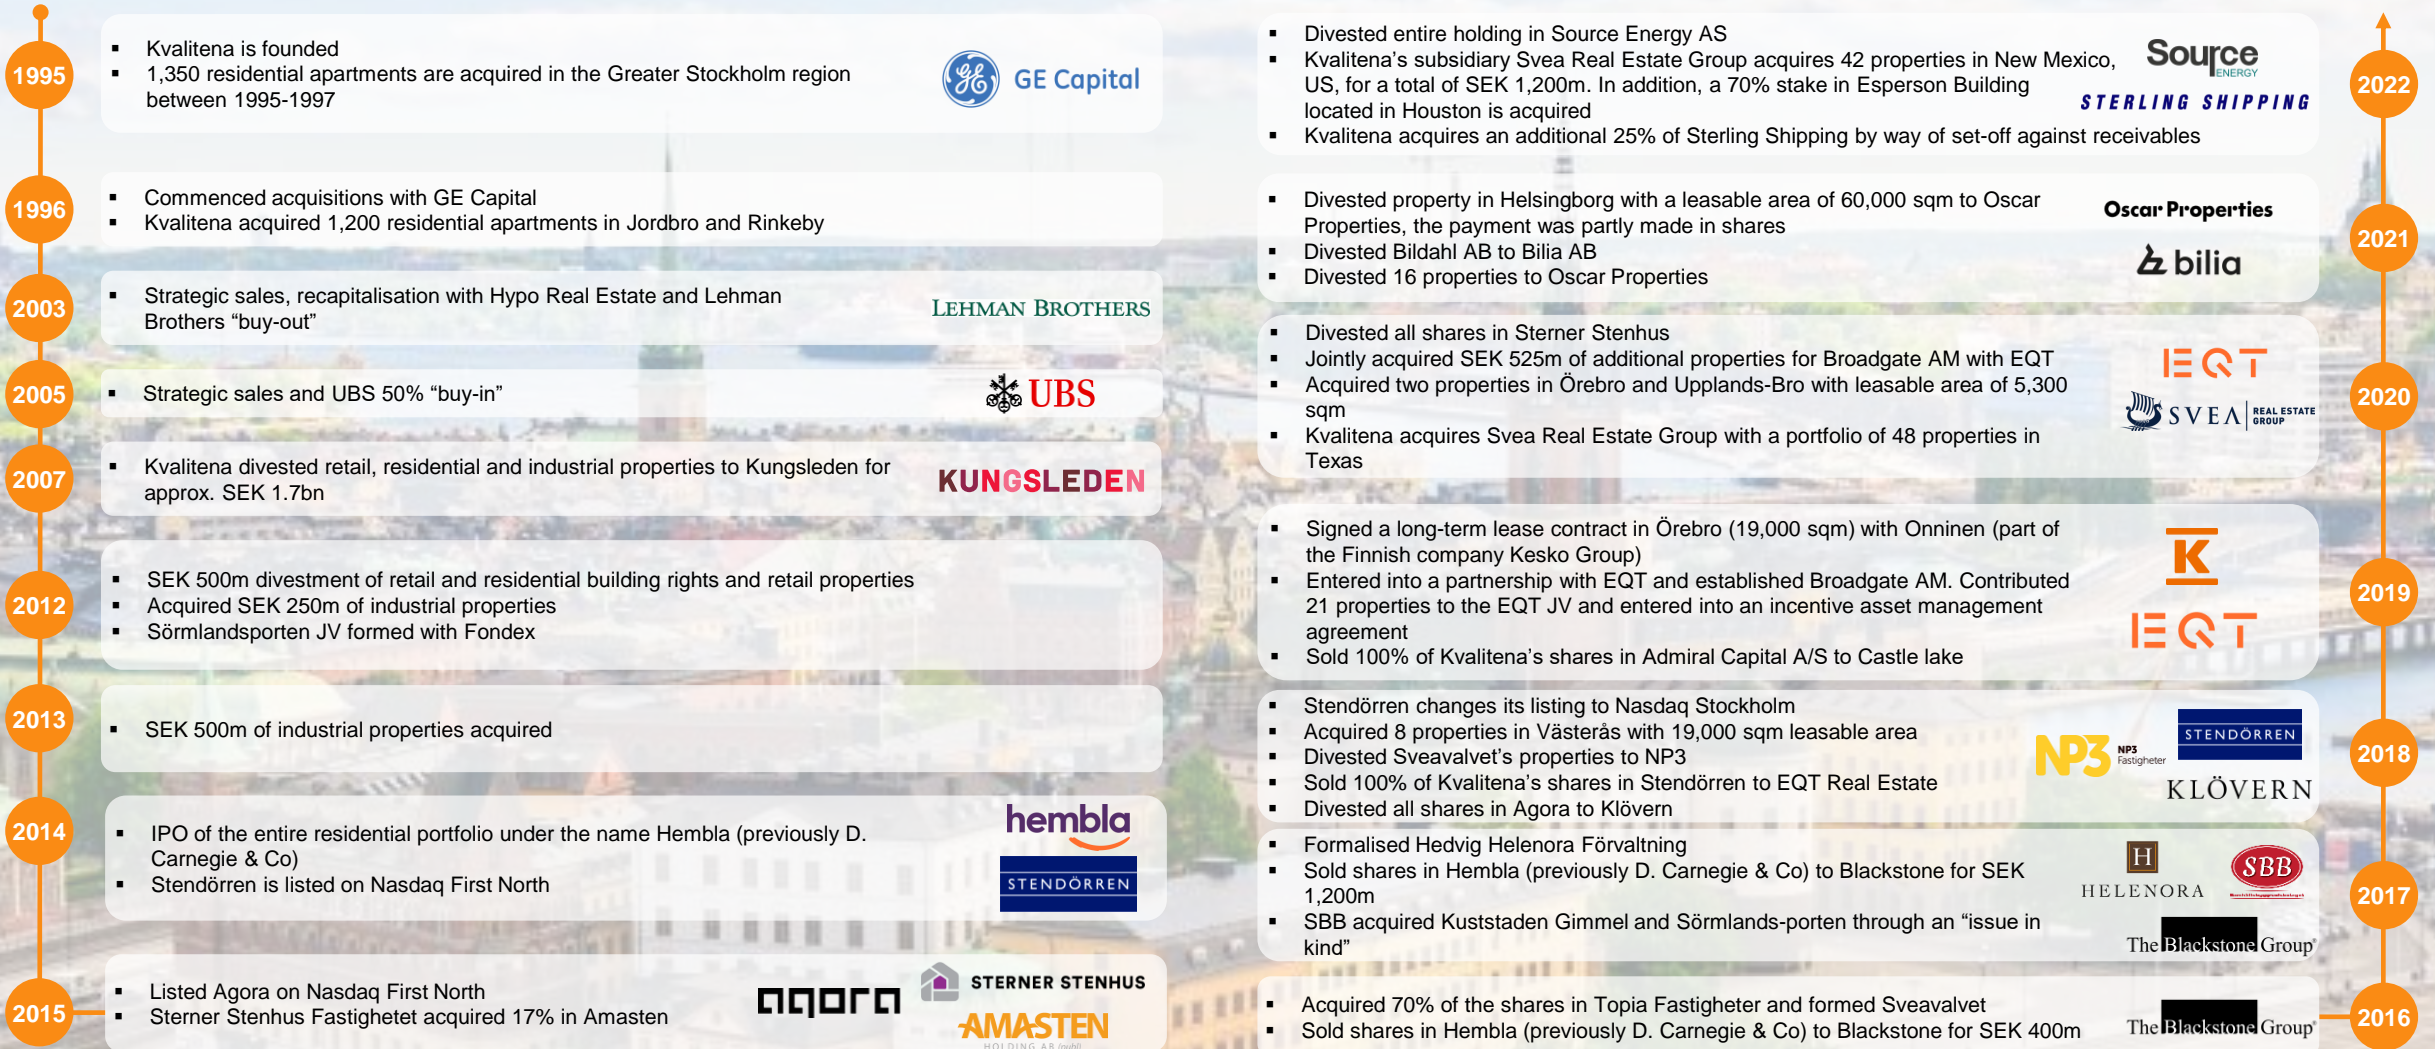 1995
Kvalitena is founded
1,350 residential apartments are acquired in the Greater Stockholm region
between 1995-1997
GE Capital
1996
Commenced acquisitions with GE Capital
Kvalitena acquired 1,200 residential apartments in Jordbro and Rinkeby
2003
Strategic sales, recapitalisation with Hypo Real Estate and Lehman
Brothers “buy-out”
LEHMAN BROTHERS
2005
Strategic sales and UBS 50% “buy-in”
UBS
2007
Kvalitena divested retail, residential and industrial properties to Kungsleden for
approx. SEK 1.7bn
KUNGSLEDEN
2012
SEK 500m divestment of retail and residential building rights and retail properties
Acquired SEK 250m of industrial properties
Sörmlandsporten JV formed with Fondex
2013
SEK 500m of industrial properties acquired
2014
IPO of the entire residential portfolio under the name Hembla (previously D.
Carnegie & Co)
Stendörren is listed on Nasdaq First North
hembla
STENDÖRREN
2015
Listed Agora on Nasdaq First North
Sterner Stenhus Fastighetet acquired 17% in Amasten
agora
STERNER STENHUS
AMASTEN
HOLDING AB (publ)
2022
Divested entire holding in Source Energy AS
Kvalitena’s subsidiary Svea Real Estate Group acquires 42 properties in New Mexico,
US, for a total of SEK 1,200m. In addition, a 70% stake in Esperson Building
located in Houston is acquired
Kvalitena acquires an additional 25% of Sterling Shipping by way of set-off against receivables
Source
ENERGY
STERLING SHIPPING
2021
Divested property in Helsingborg with a leasable area of 60,000 sqm to Oscar
Properties, the payment was partly made in shares
Divested Bildahl AB to Bilia AB
Divested 16 properties to Oscar Properties
Oscar Properties
bilia
2020
Divested all shares in Sterner Stenhus
Jointly acquired SEK 525m of additional properties for Broadgate AM with EQT
Acquired two properties in Örebro and Upplands-Bro with leasable area of 5,300
sqm
Kvalitena acquires Svea Real Estate Group with a portfolio of 48 properties in
Texas
EQT
SVEA REAL ESTATE
GROUP
2019
Signed a long-term lease contract in Örebro (19,000 sqm) with Onninen (part of
the Finnish company Kesko Group)
Entered into a partnership with EQT and established Broadgate AM. Contributed
21 properties to the EQT JV and entered into an incentive asset management
agreement
Sold 100% of Kvalitena’s shares in Admiral Capital A/S to Castle lake
K
EQT
2018
Stendörren changes its listing to Nasdaq Stockholm
Acquired 8 properties in Västerås with 19,000 sqm leasable area
Divested Sveavalvet’s properties to NP3
Sold 100% of Kvalitena’s shares in Stendörren to EQT Real Estate
Divested all shares in Agora to Klövern
NP3 NP3
Fastigheter
STENDÖRREN
KLÖVERN
2017
Formalised Hedvig Helenora Förvaltning
Sold shares in Hembla (previously D. Carnegie & Co) to Blackstone for SEK
1,200m
SBB acquired Kuststaden Gimmel and Sörmlands-porten through an “issue in
kind”
H
HELENORA
SBB
The Blackstone Group
2016
Acquired 70% of the shares in Topia Fastigheter and formed Sveavalvet
Sold shares in Hembla (previously D. Carnegie & Co) to Blackstone for SEK 400m
The Blackstone Group